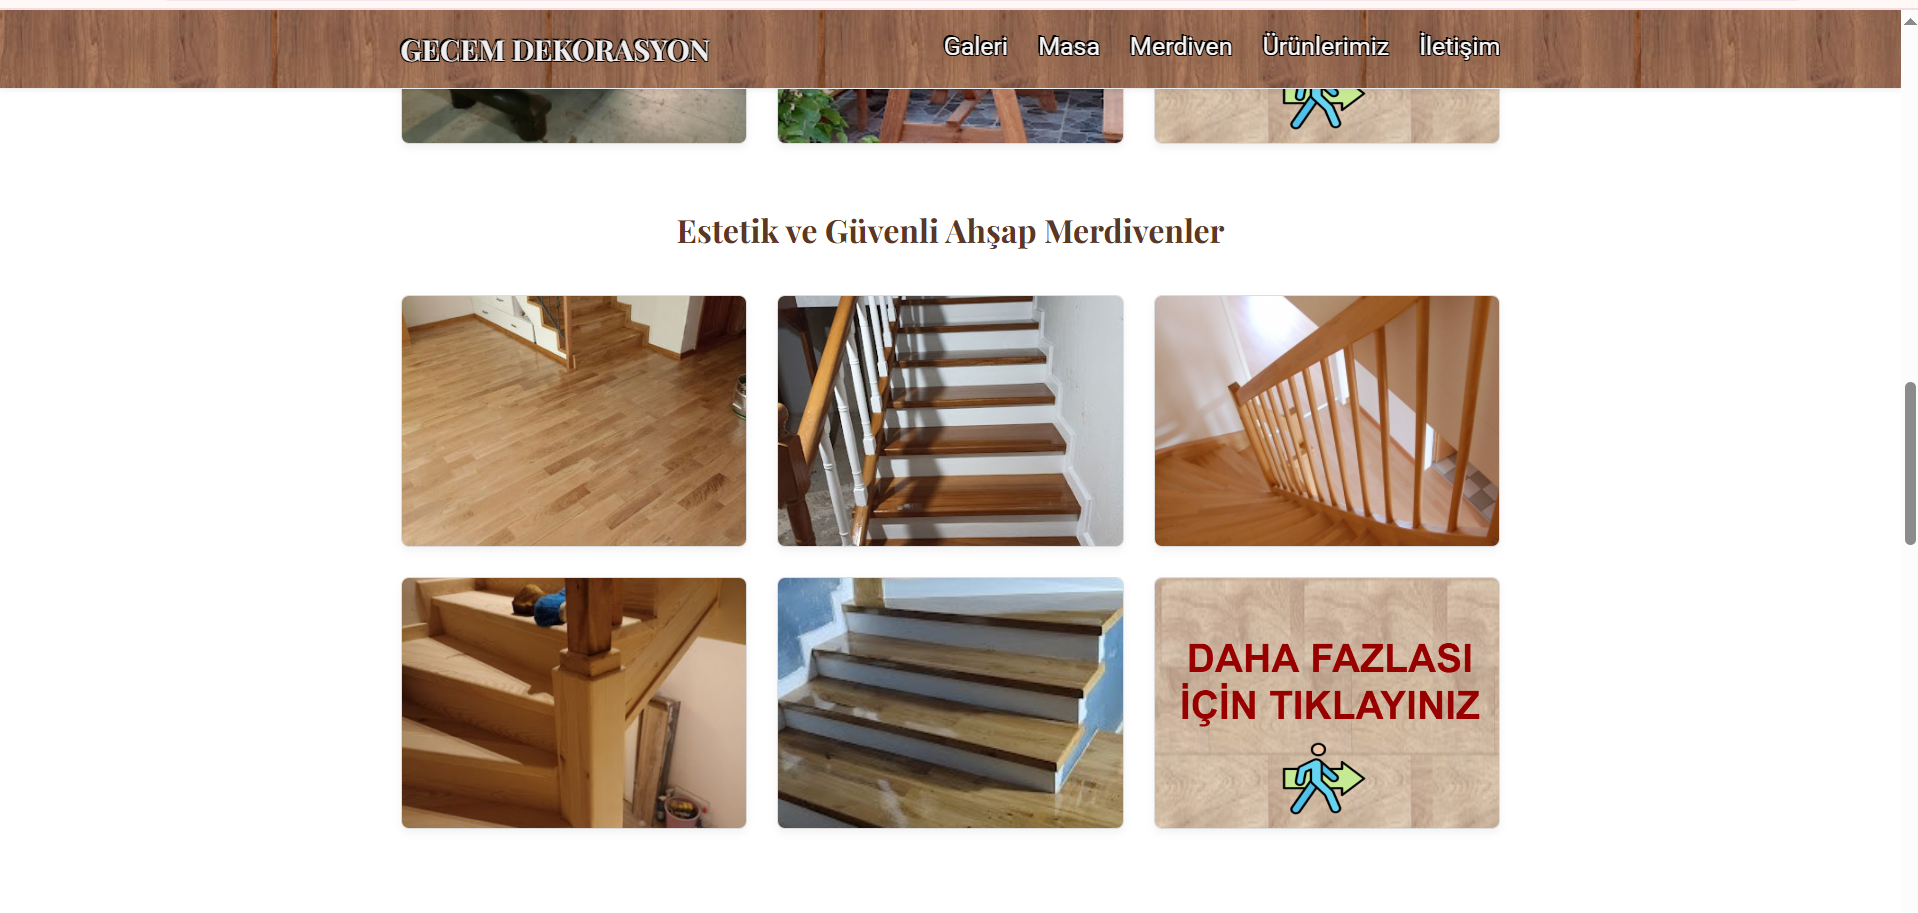 GECEM DEKORASYON
Galeri Masa Merdiven Ürünlerimiz İletişim
Estetik ve Güvenli Ahşap Merdivenler
DAHA FAZLASI
İÇİN TIKLAYINIZ